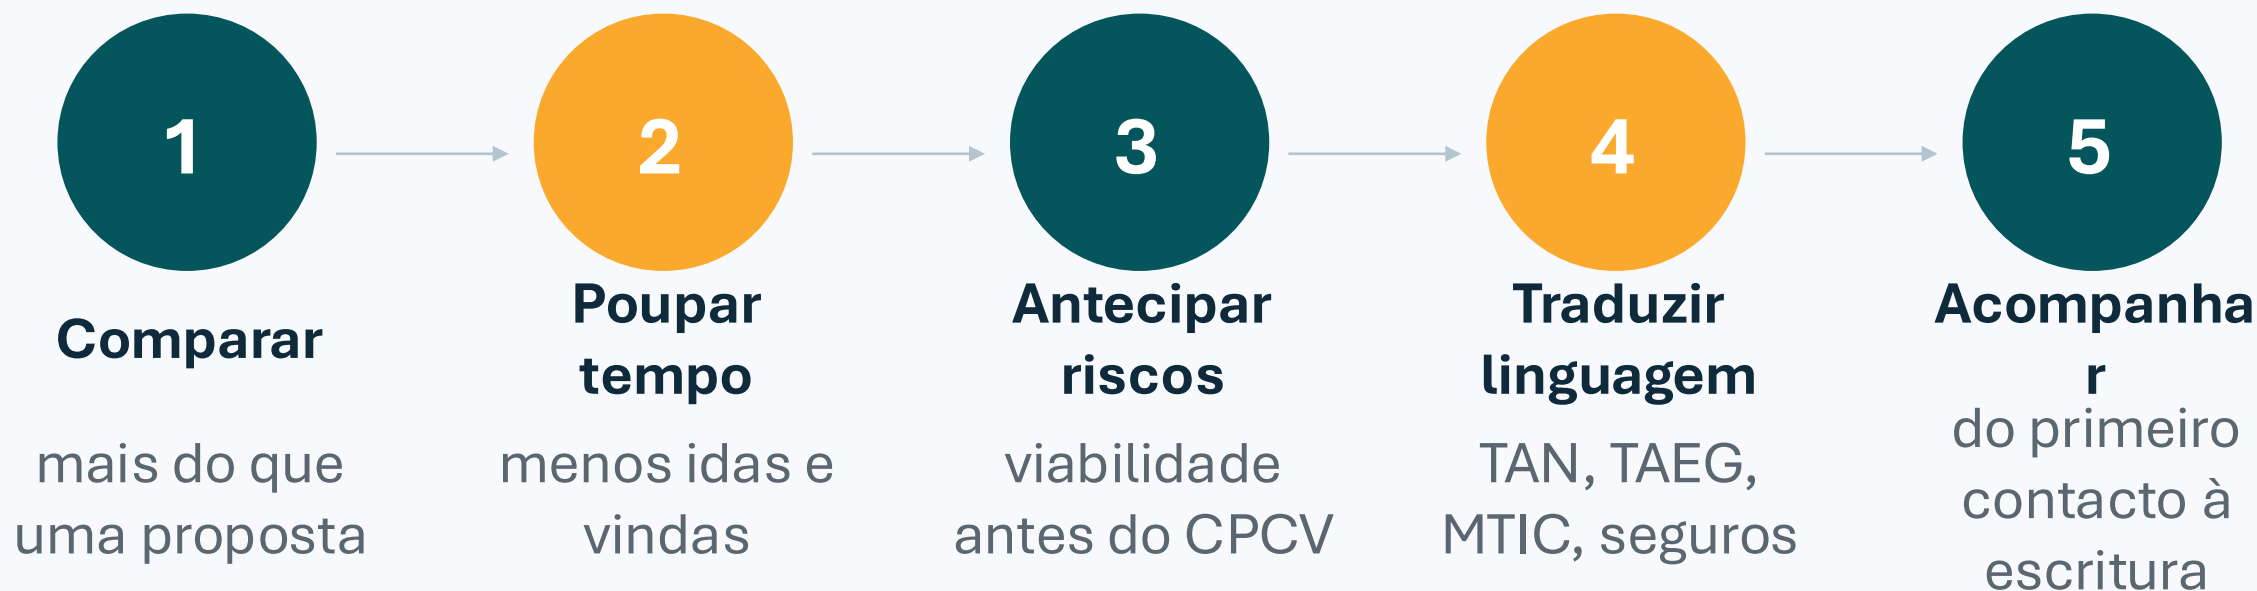 1
Comparar
mais do que
uma proposta
2
Poupar
tempo
menos idas e
vindas
3
Antecipar
riscos
viabilidade
antes do CPCV
4
Traduzir
linguagem
TAN, TAEG,
MTIC, seguros
5
Acompanha
r
do primeiro
contacto à
escritura